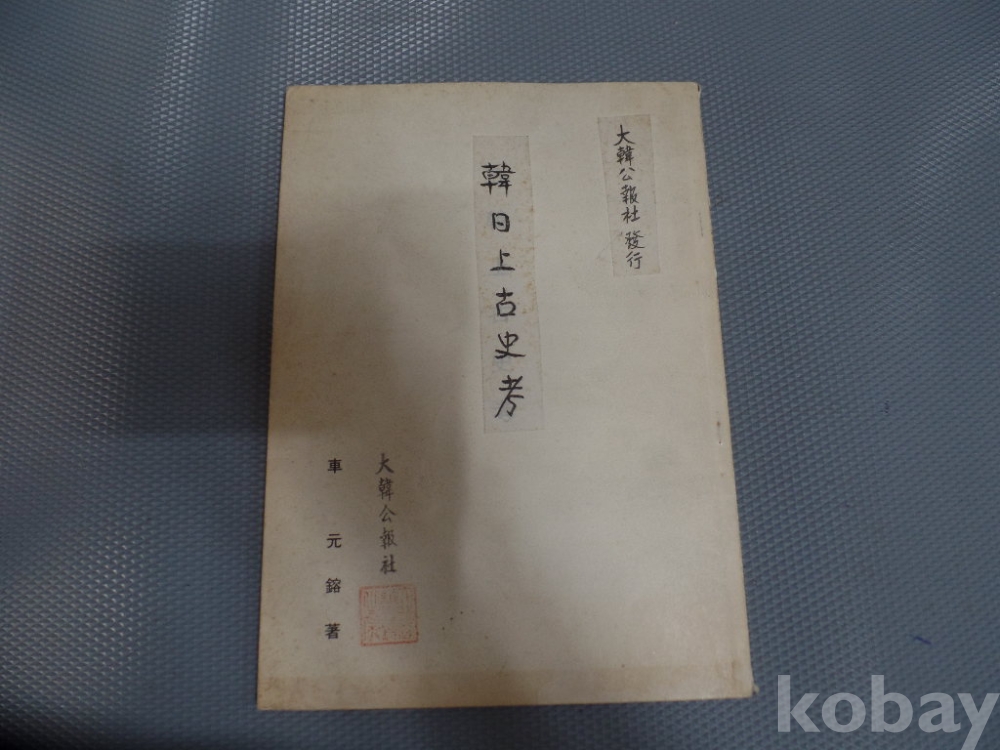 大韓公報社 發行
韓日上古史考
大韓公報社
車元鎔著
kobay